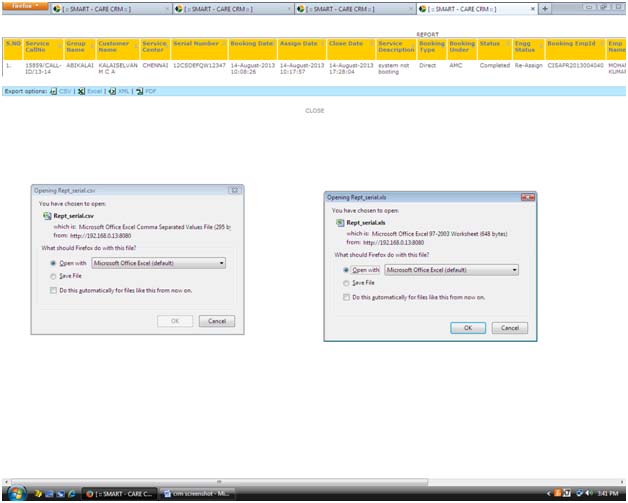 Firefox
[ :: SMART - CARE CRM :: ] [ :: SMART - CARE CRM :: ] [ :: SMART - CARE CRM :: ] [ :: SMART - CARE CRM :: ]
REPORT
S.NO Service CallNo Group Name Customer Name Service Center Serial Number Booking Date Assign Date Close Date Service Description Booking Type Booking Under Status Engg Status Booking EmpId Emp Name
1. 15959/CALL-ID/13-14 ABIKALAI KALAISELVAN M C A CHENNAI 12CSDEFQW12347 14-August-2013 10:08:26 14-August-2013 10:17:57 14-August-2013 17:28:04 system not booting Direct AMC Completed Re-Assign CISAPR2013004040 MOHAN KUMAR
Export options: CSV | Excel | XML | PDF
CLOSE
Opening Rept_serial.csv
You have chosen to open:
Rept_serial.csv
which is: Microsoft Office Excel Comma Separated Values File (295 by
from: http://192.168.0.13:8080
What should Firefox do with this file?
Open with Microsoft Office Excel (default)
Save File
Do this automatically for files like this from now on.
OK Cancel
Opening Rept_serial.xls
You have chosen to open:
Rept_serial.xls
which is: Microsoft Office Excel 97-2003 Worksheet (648 bytes)
from: http://192.168.0.13:8080
What should Firefox do with this file?
Open with Microsoft Office Excel (default)
Save File
Do this automatically for files like this from now on.
OK Cancel
[ :: SMART - CARE C... crm screenshot - Mi... 3:41 PM